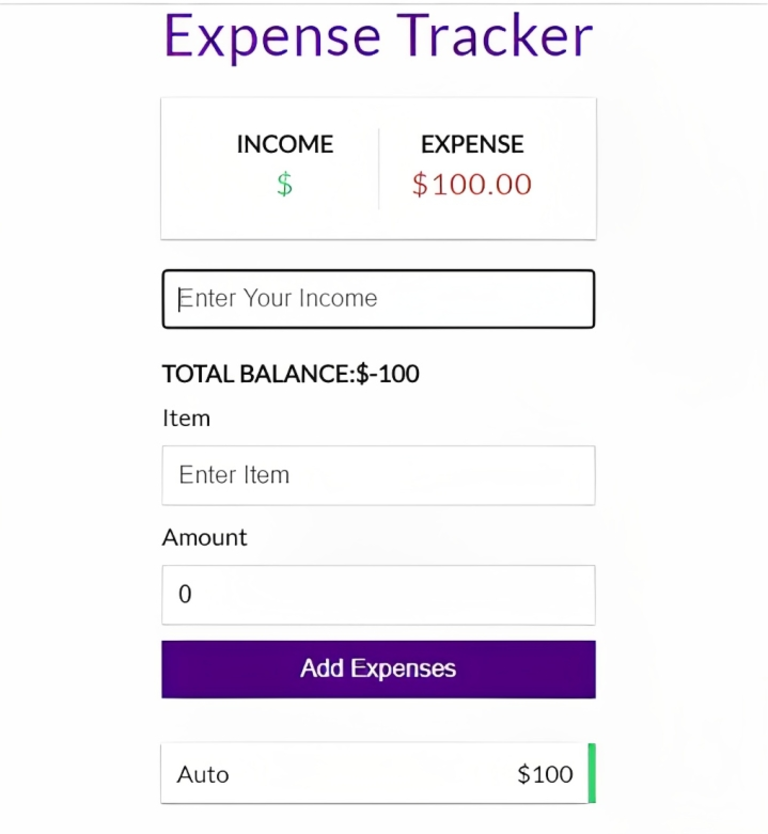 Expense Tracker
INCOME EXPENSE
$ $100.00
Enter Your Income
TOTAL BALANCE:$-100
Item
Enter Item
Amount
0
Add Expenses
Auto $100